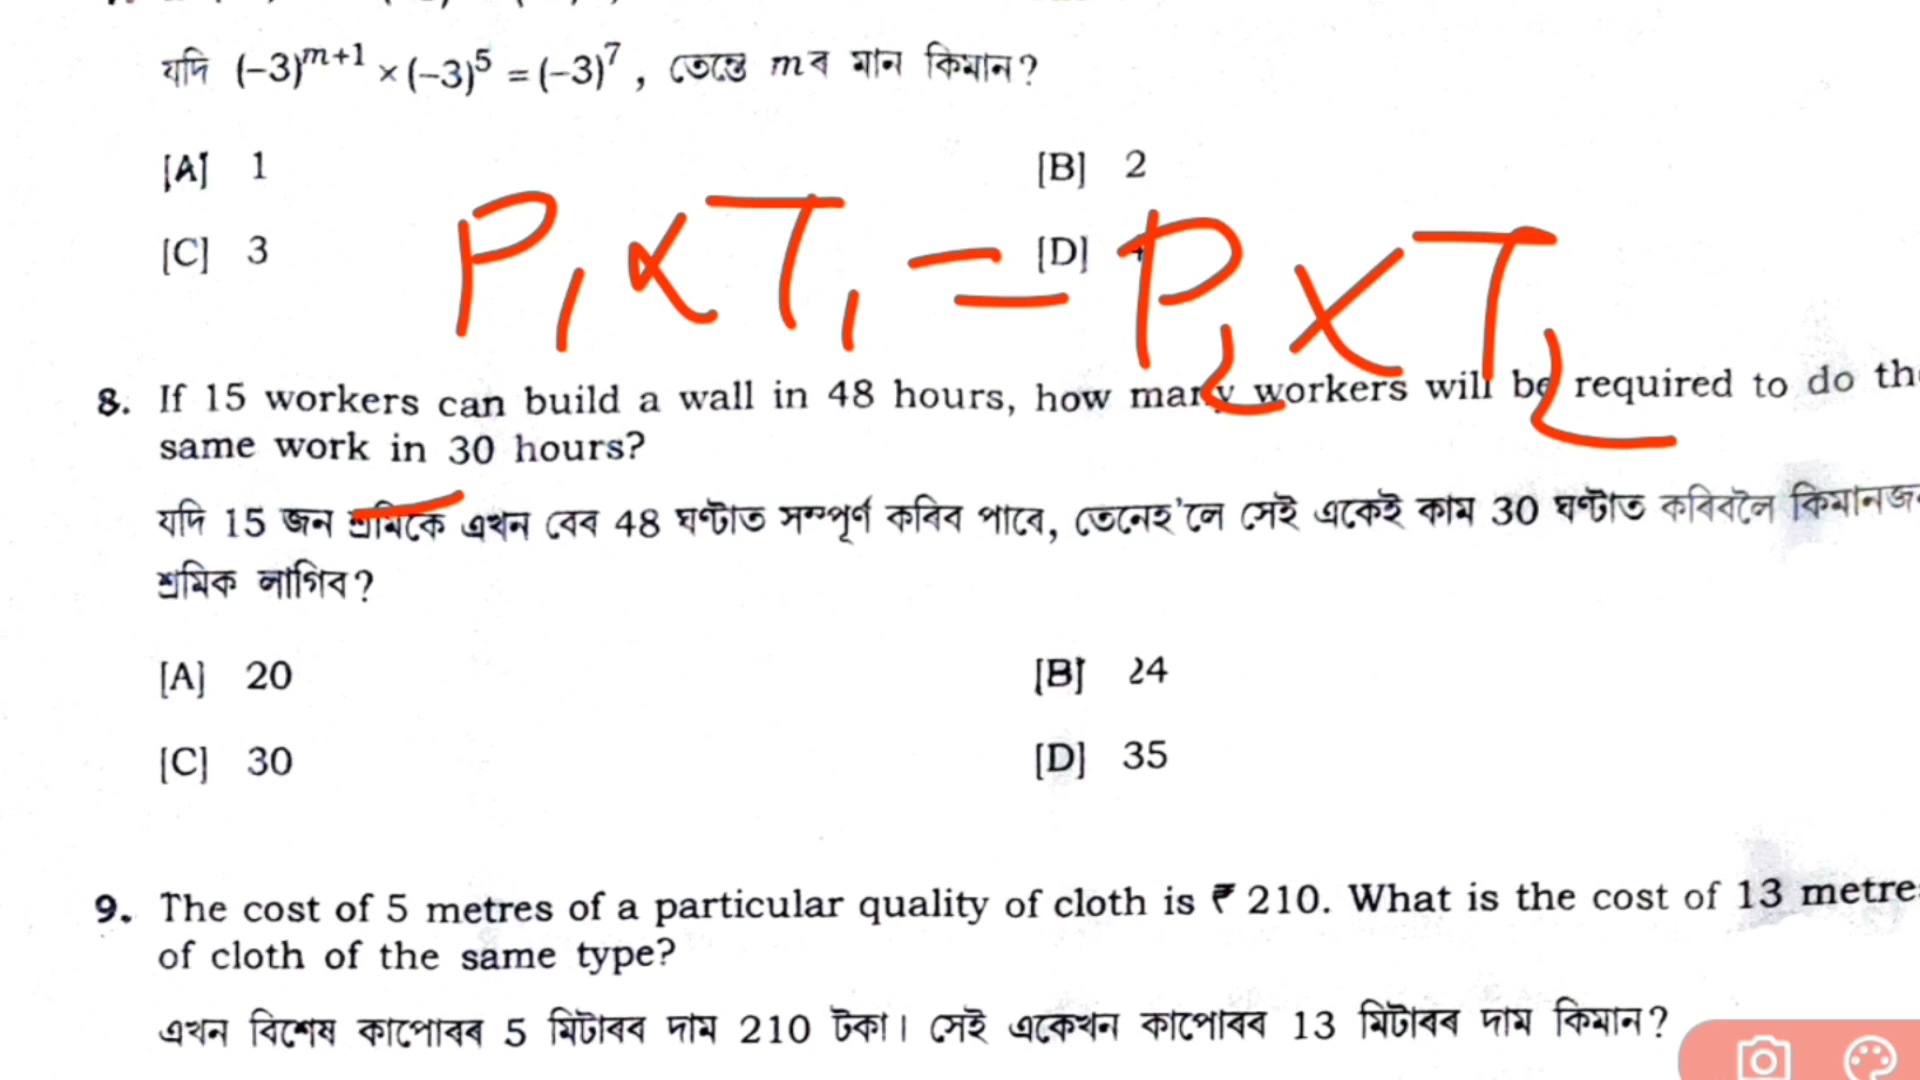 যদি (−3)^{m+1} × (−3)^5 = (−3)^7, তেন্তে mৰ মান কিমান?
[A] 1
[B] 2
[C] 3
[D]
P₁ × T₁ = P₂ × T₂
8. If 15 workers can build a wall in 48 hours, how many workers will be required to do
same work in 30 hours?
যদি 15 জন শ্ৰমিকে এখন বেৰ 48 ঘণ্টাত সম্পূৰ্ণ কৰিব পাৰে, তেনেহ'লে সেই একেই কাম 30 ঘণ্টাত কৰিবলৈ
শ্ৰমিক লাগিব?
[A] 20
[B] 24
[C] 30
[D] 35
9. The cost of 5 metres of a particular quality of cloth is ₹ 210. What is the cost of 13
of cloth of the same type?
এখন বিশেষ কাপোৰৰ 5 মিটাৰৰ দাম 210 টকা। সেই একেখন কাপোৰৰ 13 মিটাৰৰ দাম কিমান?